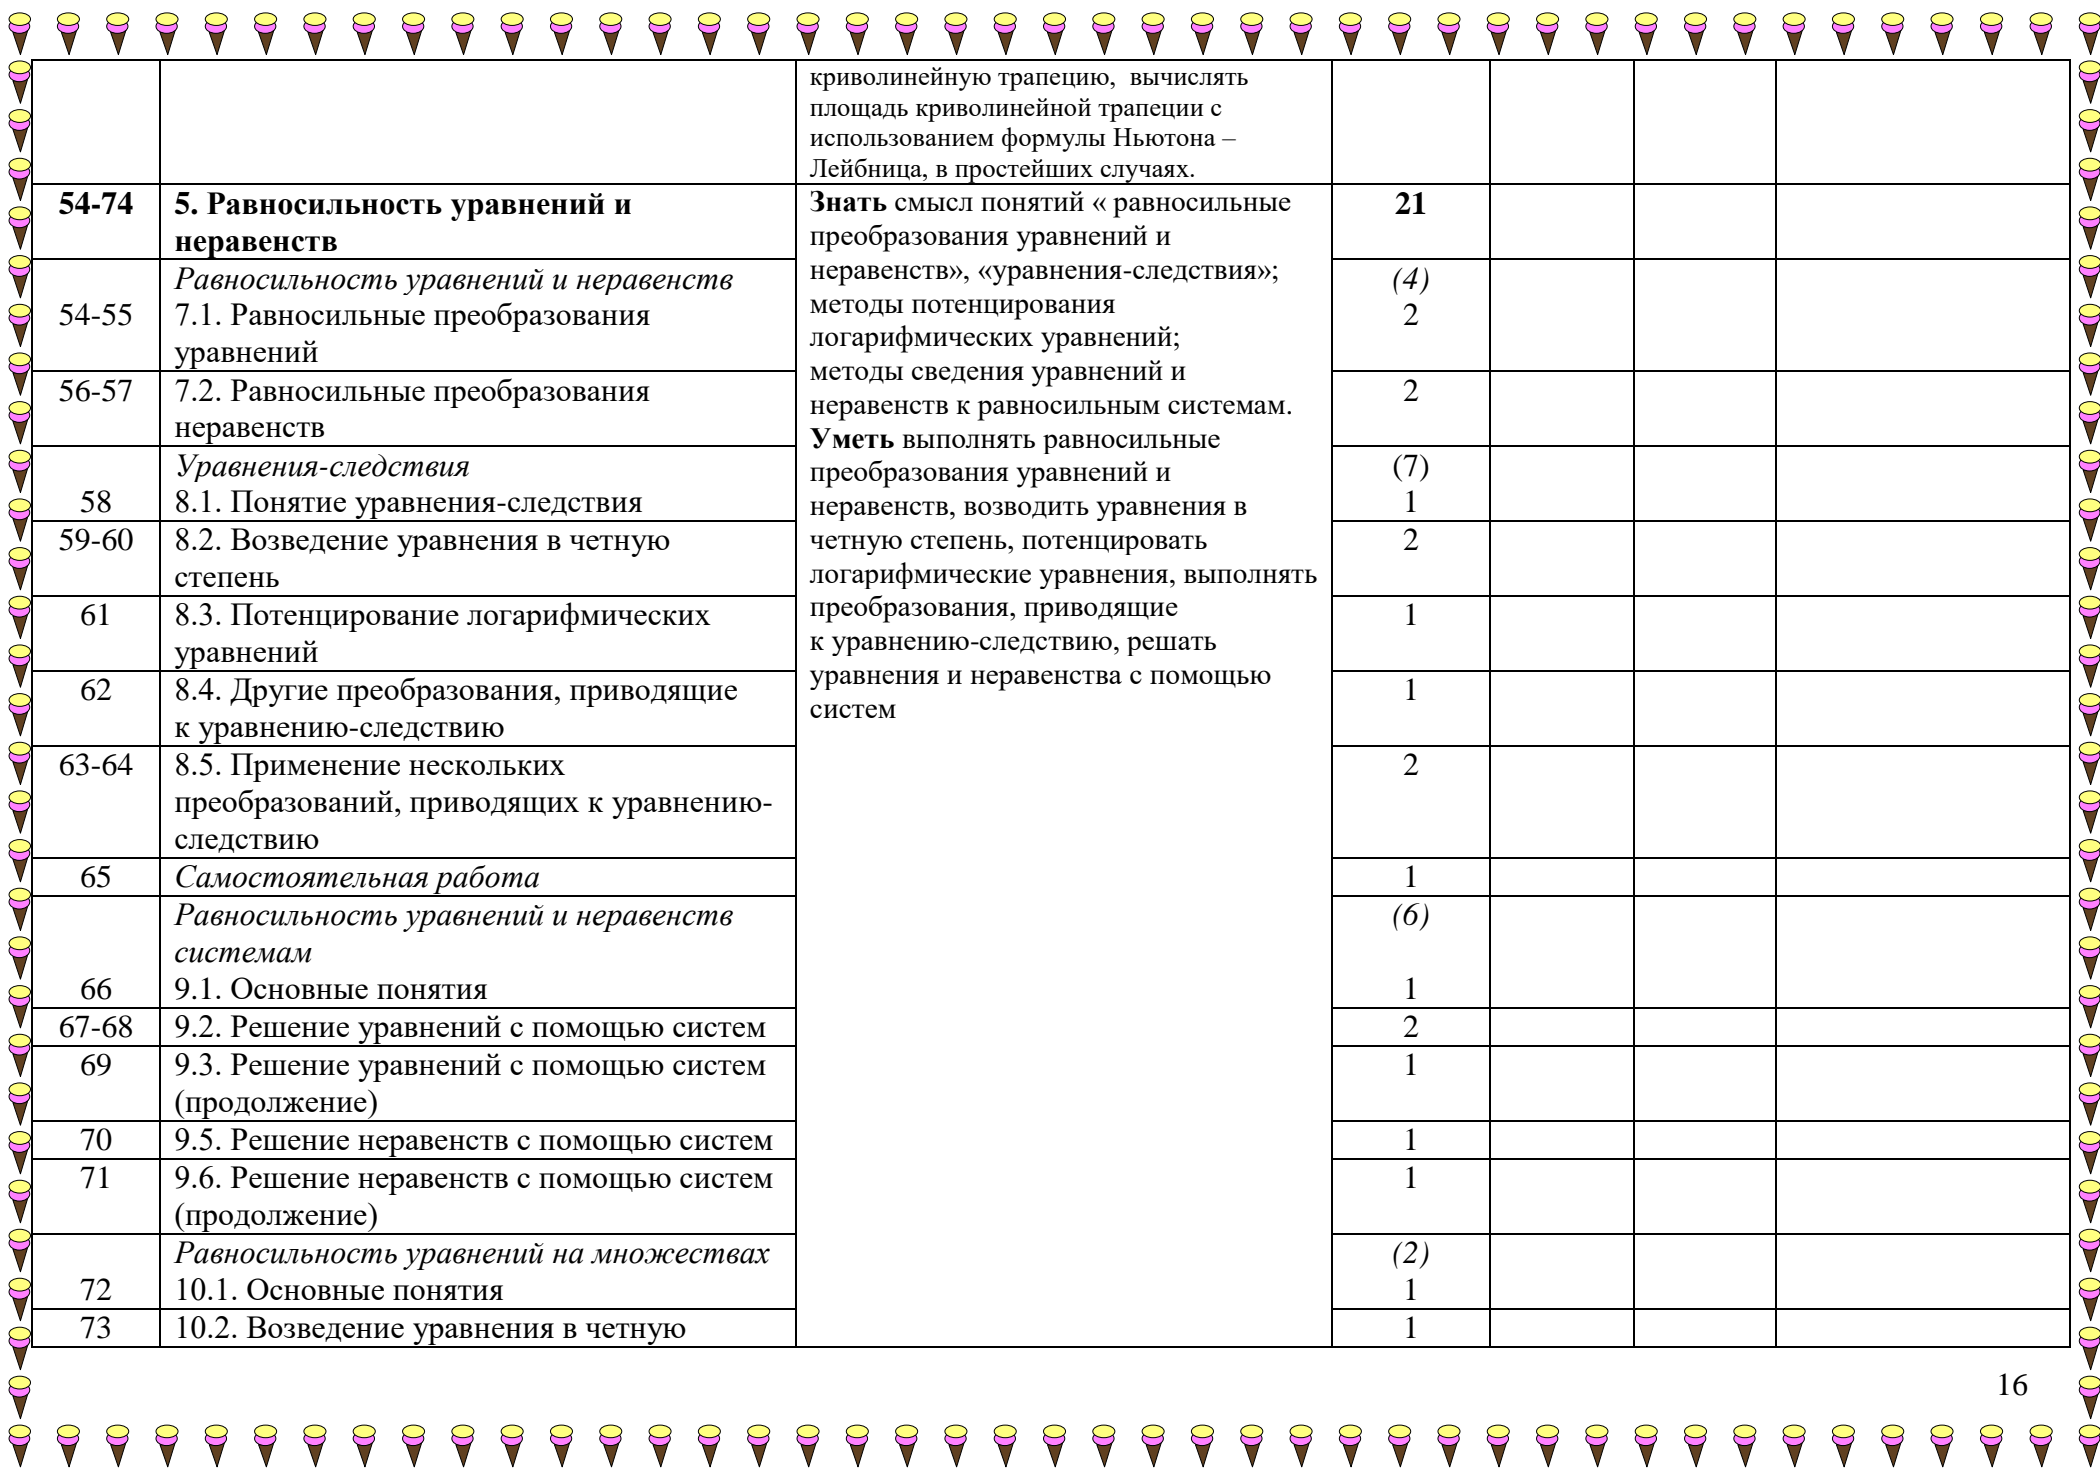 криволинейную трапецию, вычислять
площадь криволинейной трапеции с
использованием формулы Ньютона –
Лейбница, в простейших случаях.
54-74
5. Равносильность уравнений и
неравенств
Знать смысл понятий « равносильные
преобразования уравнений и
неравенств», «уравнения-следствия»;
методы потенцирования
логарифмических уравнений;
методы сведения уравнений и
неравенств к равносильным системам.
Уметь выполнять равносильные
преобразования уравнений и
неравенств, возводить уравнения в
четную степень, потенцировать
логарифмические уравнения, выполнять
преобразования, приводящие
к уравнению-следствию, решать
уравнения и неравенства с помощью
систем
21
Равносильность уравнений и неравенств
(4)
54-55
7.1. Равносильные преобразования
уравнений
2
56-57
7.2. Равносильные преобразования
неравенств
2
Уравнения-следствия
(7)
58
8.1. Понятие уравнения-следствия
1
59-60
8.2. Возведение уравнения в четную
степень
2
61
8.3. Потенцирование логарифмических
уравнений
1
62
8.4. Другие преобразования, приводящие
к уравнению-следствию
1
63-64
8.5. Применение нескольких
преобразований, приводящих к уравнению-
следствию
2
65
Самостоятельная работа
1
Равносильность уравнений и неравенств
системам
(6)
66
9.1. Основные понятия
1
67-68
9.2. Решение уравнений с помощью систем
2
69
9.3. Решение уравнений с помощью систем
(продолжение)
1
70
9.5. Решение неравенств с помощью систем
1
71
9.6. Решение неравенств с помощью систем
(продолжение)
1
Равносильность уравнений на множествах
(2)
72
10.1. Основные понятия
1
73
10.2. Возведение уравнения в четную
1
16